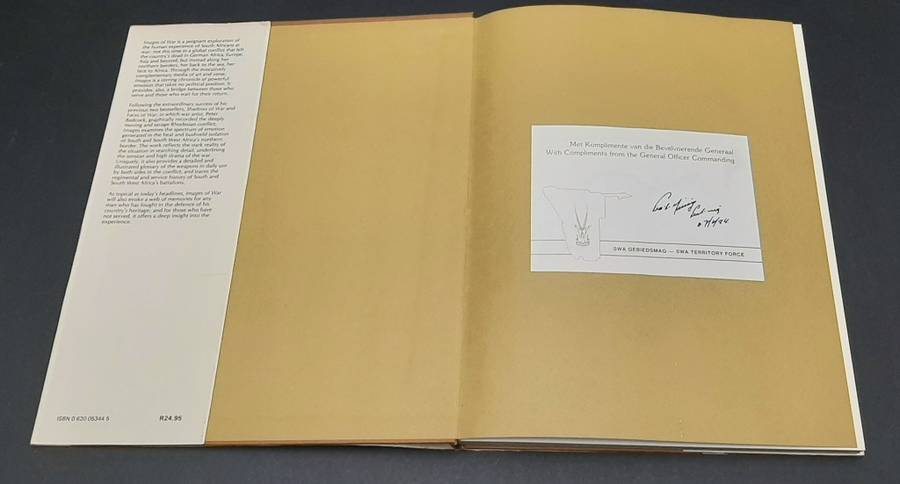 Images of War is a poignant exploration of
the human experience of South Africans at
war: not this time in a global conflict that left
the country's dead in German Africa, Europe,
Italy and beyond, but instead along her
northern borders, her back to the sea, her
face to Africa. Through the evocatively
complementary media of art and verse,
Images is a stirring chronicle of powerful
emotion that takes no political position. It
provides, also, a bridge between those who
serve and those who wait for their return.
Following the extraordinary success of his
previous two bestsellers, Shadows of War and
Faces of War, in which war artist, Peter
Badcock, graphically recorded the deeply
moving and savage Rhodesian conflict,
Images examines the spectrum of emotion
generated in the heat and bushveld isolation
of South and South West Africa's northern
border. The work reflects the stark reality of
the situation in searching detail, underlining
the tension and high drama of the war.
Uniquely, it also provides a detailed and
illustrated glossary of the weapons in daily use
by both sides in the conflict, and traces the
regimental and service history of South and
South West Africa's battalions.
As topical as today's headlines, Images of War
will also evoke a web of memories for any
man who has fought in the defence of his
country's heritage; and for those who have
not served, it offers a deep insight into the
experience.
ISBN 0 620 05344 5
R24,95
Met Komplimente van die Bevelvoerende Generaal
With Compliments from the General Officer Commanding
SWA GEBIEDSMAG — SWA TERRITORY FORCE